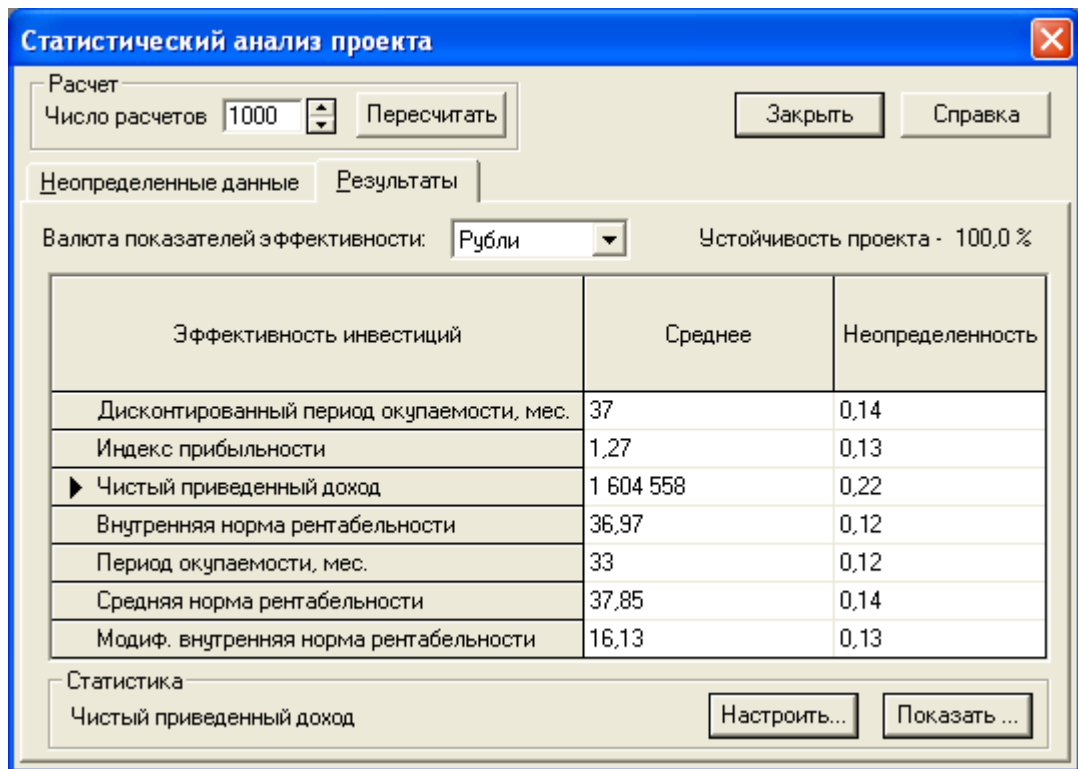 Статистический анализ проекта
Расчет
Число расчетов 1000 Пересчитать Закрыть Справка
Неопределенные данные Результаты
Валюта показателей эффективности: Рубли Устойчивость проекта - 100,0 %
Эффективность инвестиций Среднее Неопределенность
Дисконтированный период окупаемости, мес. 37 0,14
Индекс прибыльности 1,27 0,13
Чистый приведенный доход 1 604 558 0,22
Внутренняя норма рентабельности 36,97 0,12
Период окупаемости, мес. 33 0,12
Средняя норма рентабельности 37,85 0,14
Модиф. внутренняя норма рентабельности 16,13 0,13
Статистика
Чистый приведенный доход Настроить... Показать ...